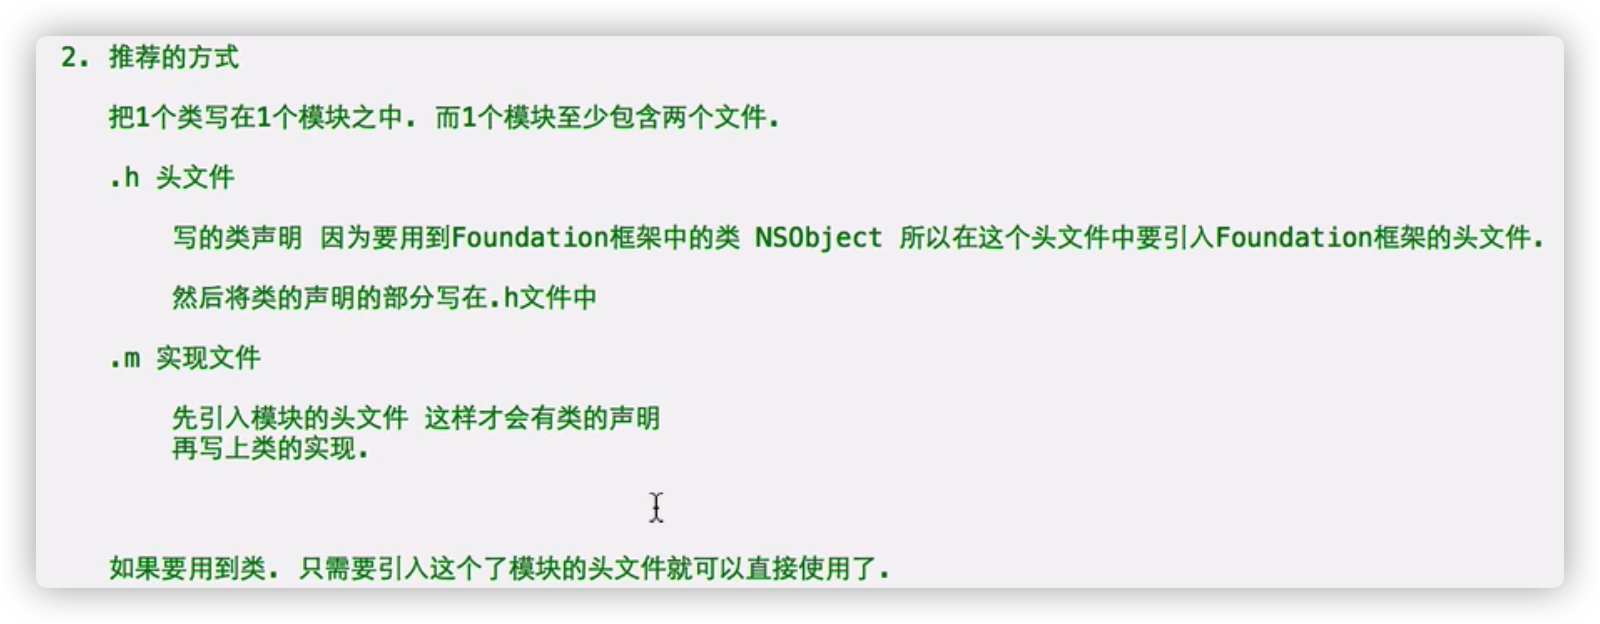 2. 推荐的方式
把1个类写在1个模块之中. 而1个模块至少包含两个文件.
.h 头文件
写的类声明 因为要用到Foundation框架中的类 NSObject 所以在这个头文件中要引入Foundation框架的头文件.
然后将类的声明的部分写在.h文件中
.m 实现文件
先引入模块的头文件 这样才会有类的声明
再写上类的实现.
如果要用到类. 只需要引入这个了模块的头文件就可以直接使用了.